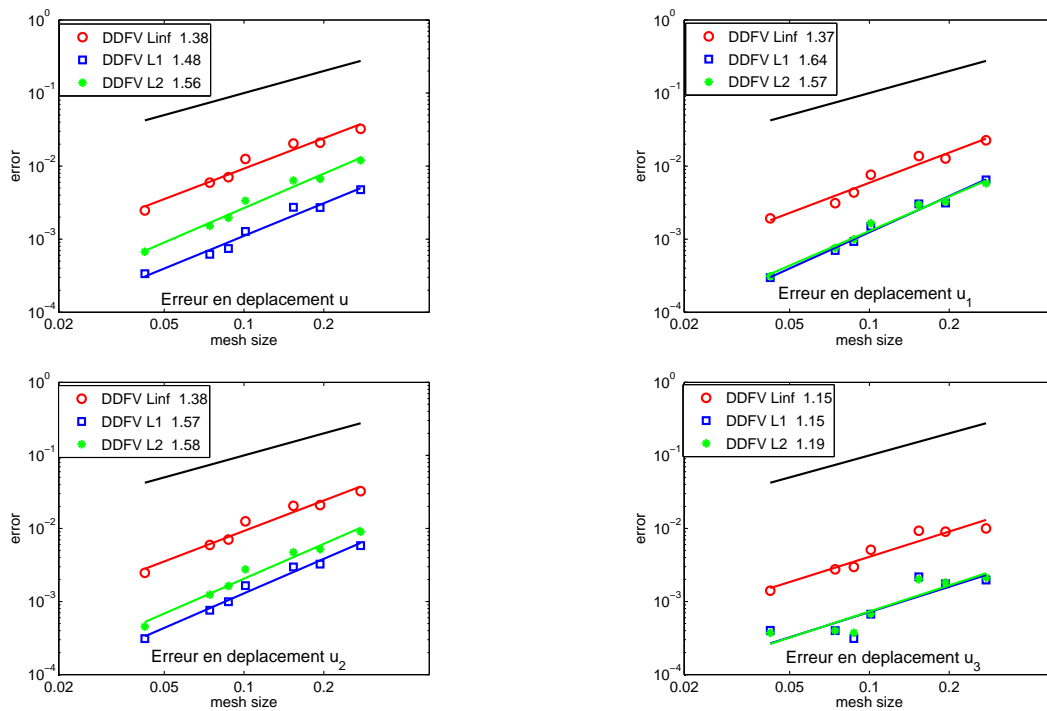 10^0
10^-1
10^-2
10^-3
10^-4
error
DDFV Linf 1.38
DDFV L1 1.48
DDFV L2 1.56
Erreur en deplacement u
0.02 0.05 0.1 0.2
mesh size
10^0
10^-1
10^-2
10^-3
10^-4
error
DDFV Linf 1.37
DDFV L1 1.64
DDFV L2 1.57
Erreur en deplacement u_1
0.02 0.05 0.1 0.2
mesh size
10^0
10^-1
10^-2
10^-3
10^-4
error
DDFV Linf 1.38
DDFV L1 1.57
DDFV L2 1.58
Erreur en deplacement u_2
0.02 0.05 0.1 0.2
mesh size
10^0
10^-1
10^-2
10^-3
10^-4
error
DDFV Linf 1.15
DDFV L1 1.15
DDFV L2 1.19
Erreur en deplacement u_3
0.02 0.05 0.1 0.2
mesh size